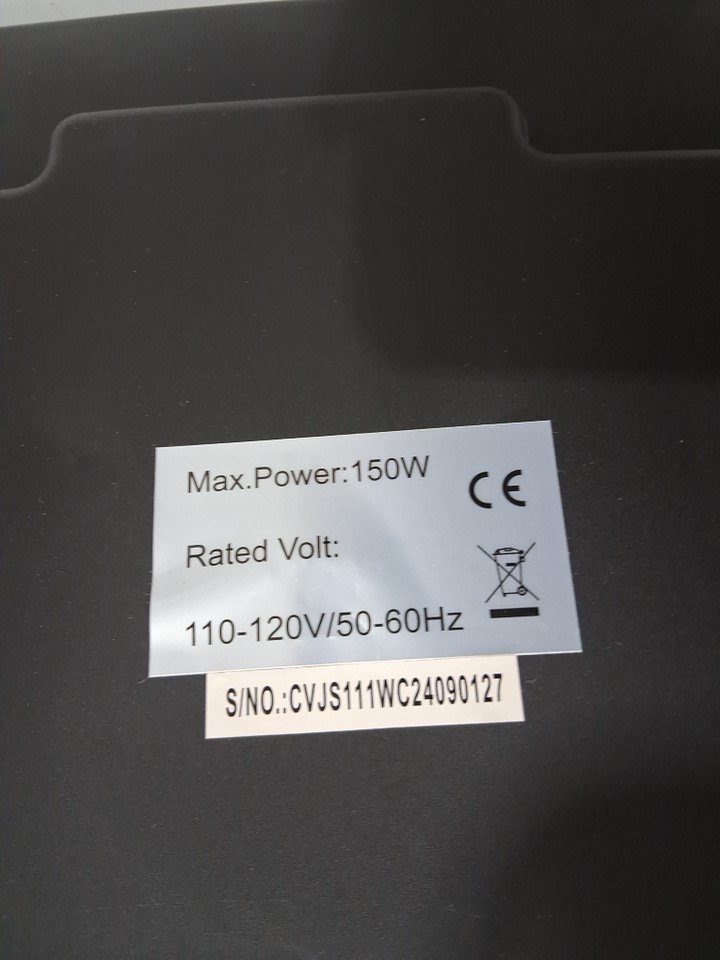 Max.Power:150W
CE
Rated Volt:
110-120V/50-60Hz
S/NO.:CVJS111WC24090127